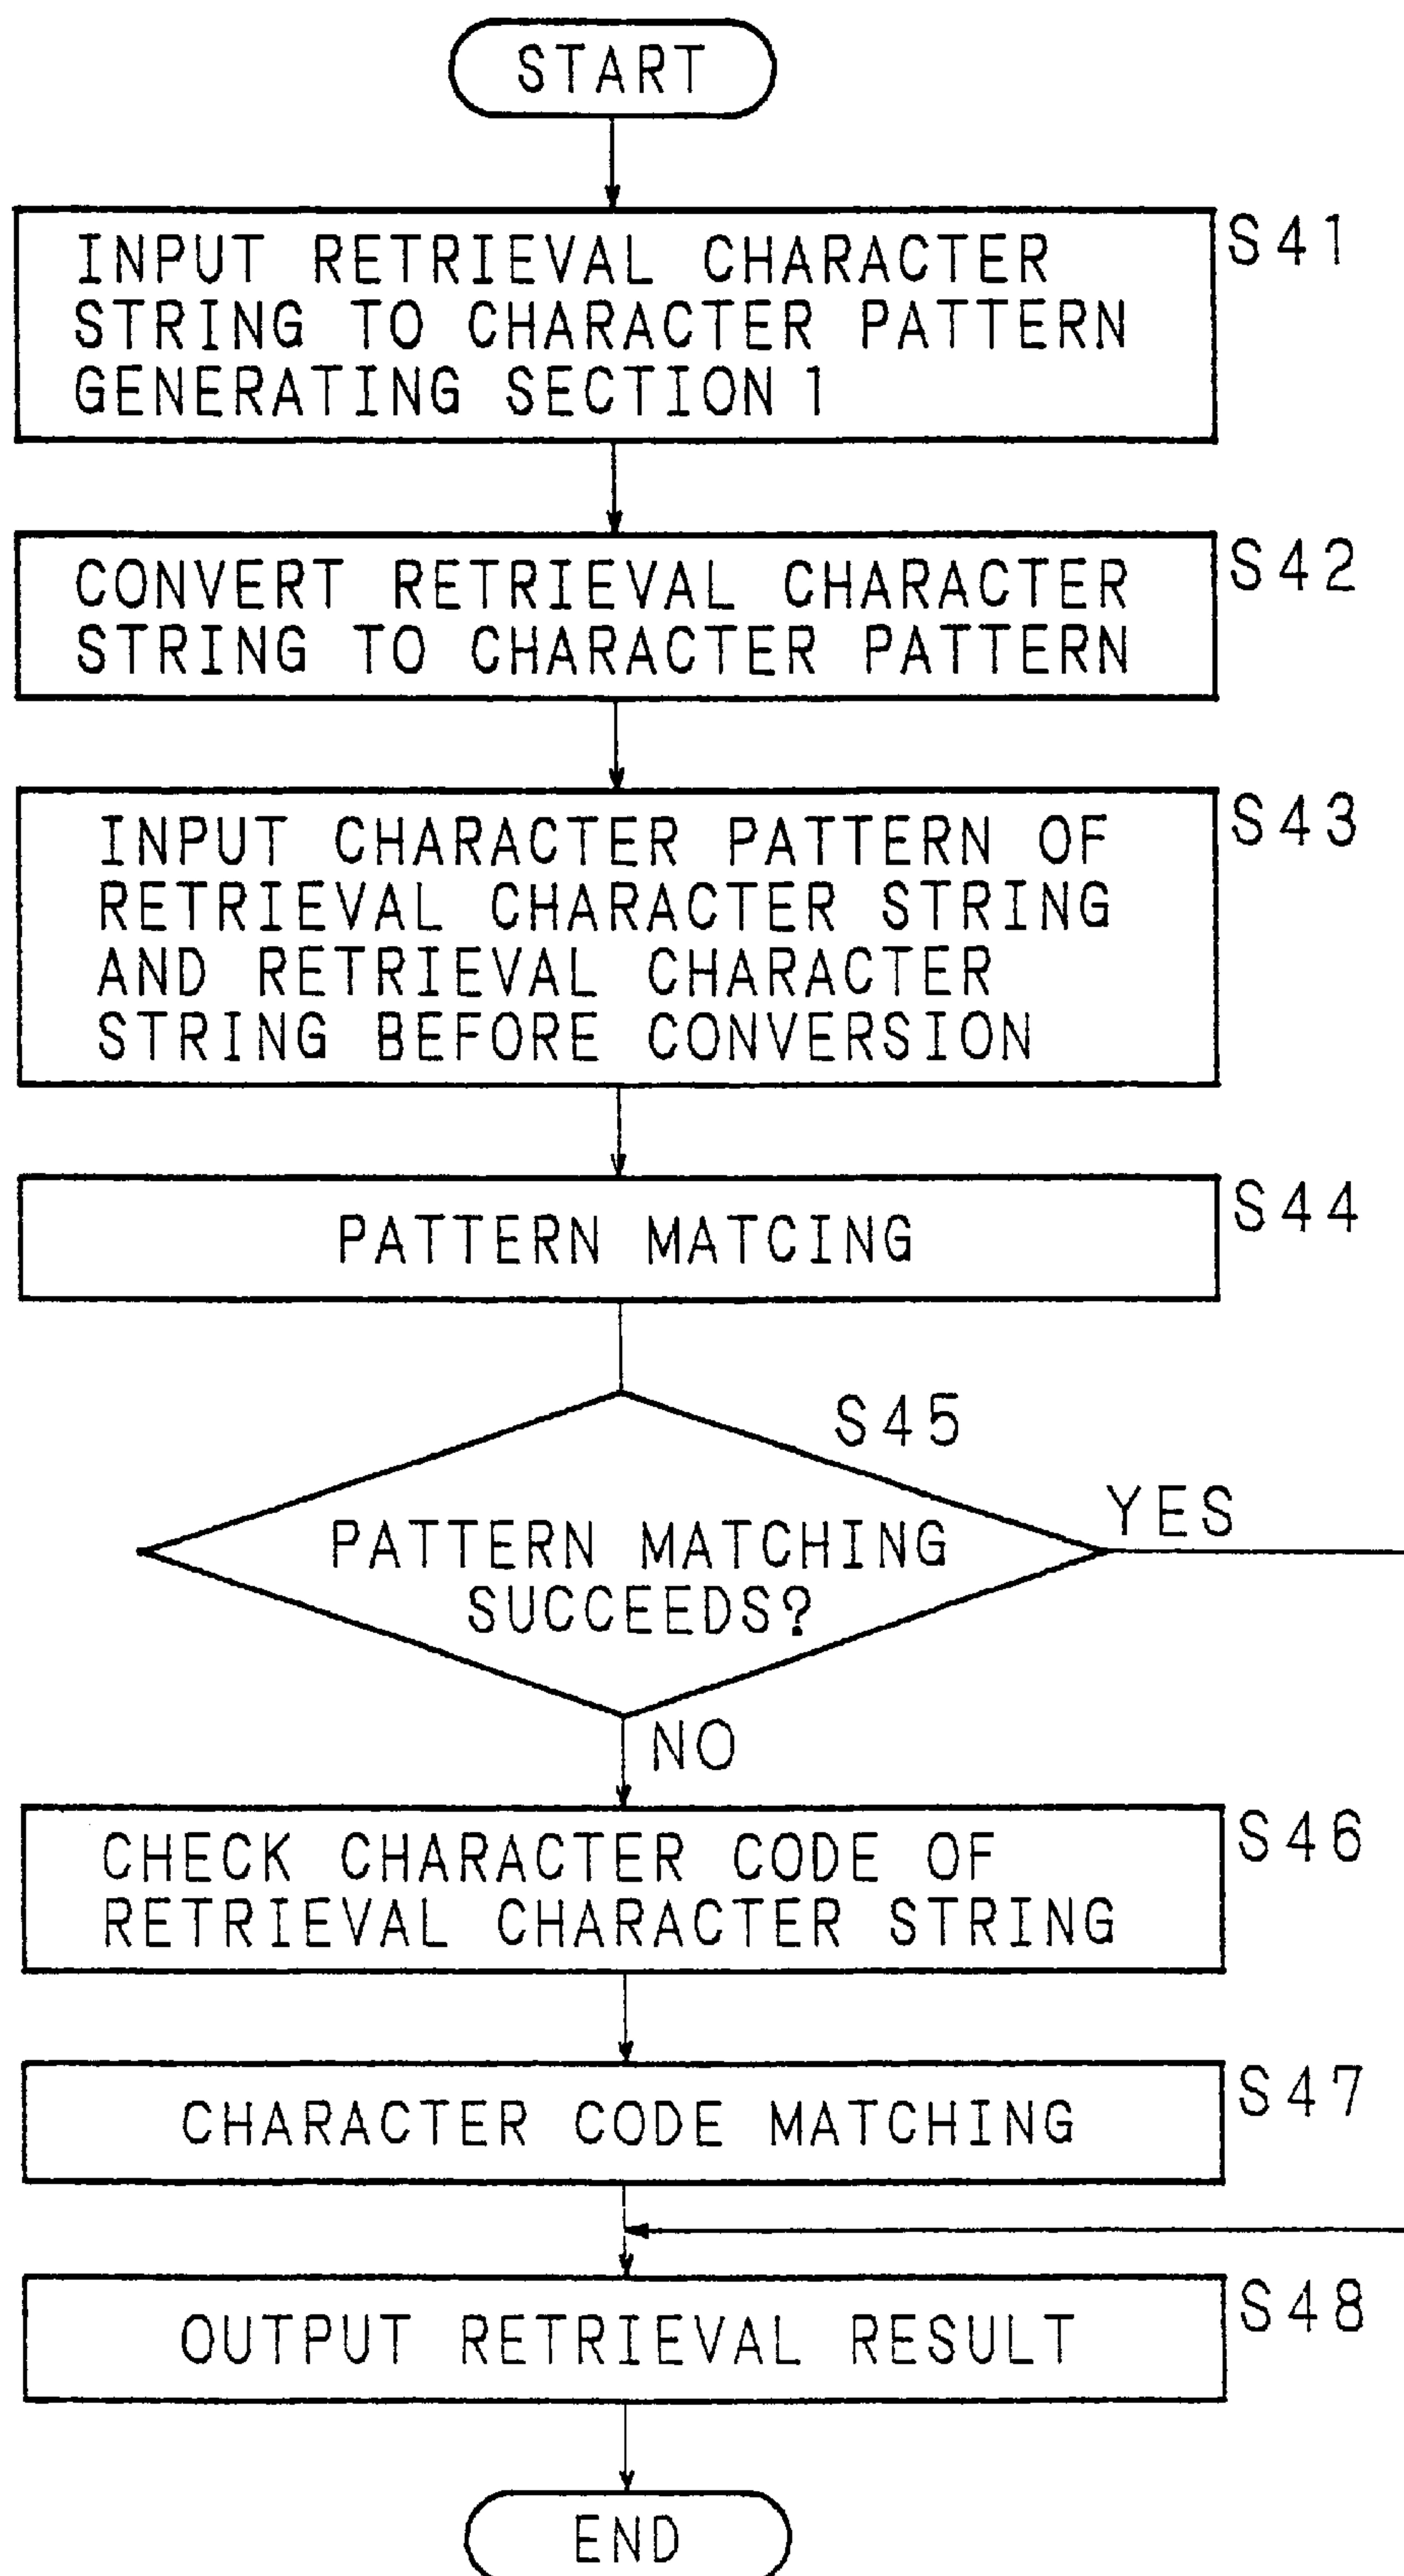 START
S41
INPUT RETRIEVAL CHARACTER
STRING TO CHARACTER PATTERN
GENERATING SECTION 1
S42
CONVERT RETRIEVAL CHARACTER
STRING TO CHARACTER PATTERN
S43
INPUT CHARACTER PATTERN OF
RETRIEVAL CHARACTER STRING
AND RETRIEVAL CHARACTER
STRING BEFORE CONVERSION
S44
PATTERN MATCING
S45
YES
PATTERN MATCHING
SUCCEEDS?
NO
S46
CHECK CHARACTER CODE OF
RETRIEVAL CHARACTER STRING
S47
CHARACTER CODE MATCHING
S48
OUTPUT RETRIEVAL RESULT
END